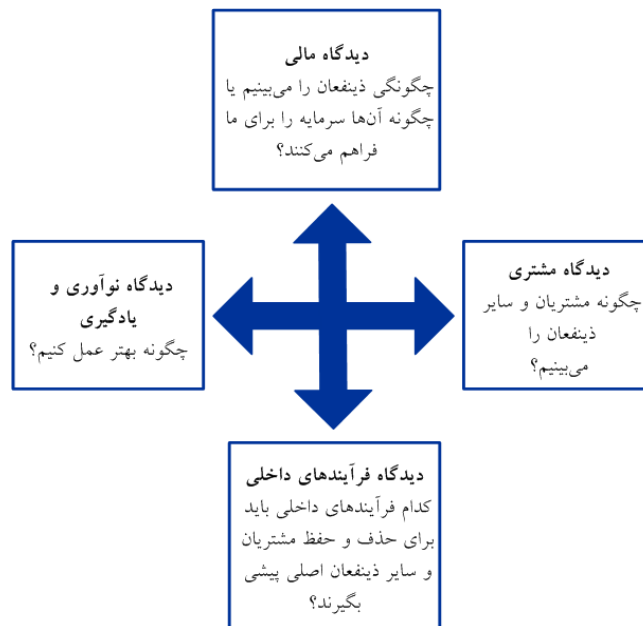 دیدگاه مالی
چگونگی ذینفعان را می‌بینیم یا
چگونه آن‌ها سرمایه را برای ما
فراهم می‌کنند؟
دیدگاه مشتری
چگونه مشتریان و سایر
ذینفعان را
می‌بینیم؟
دیدگاه نوآوری و
یادگیری
چگونه بهتر عمل کنیم؟
دیدگاه فرآیندهای داخلی
کدام فرآیندهای داخلی باید
برای حذف و حفظ مشتریان
و سایر ذینفعان اصلی پیشی
بگیرند؟